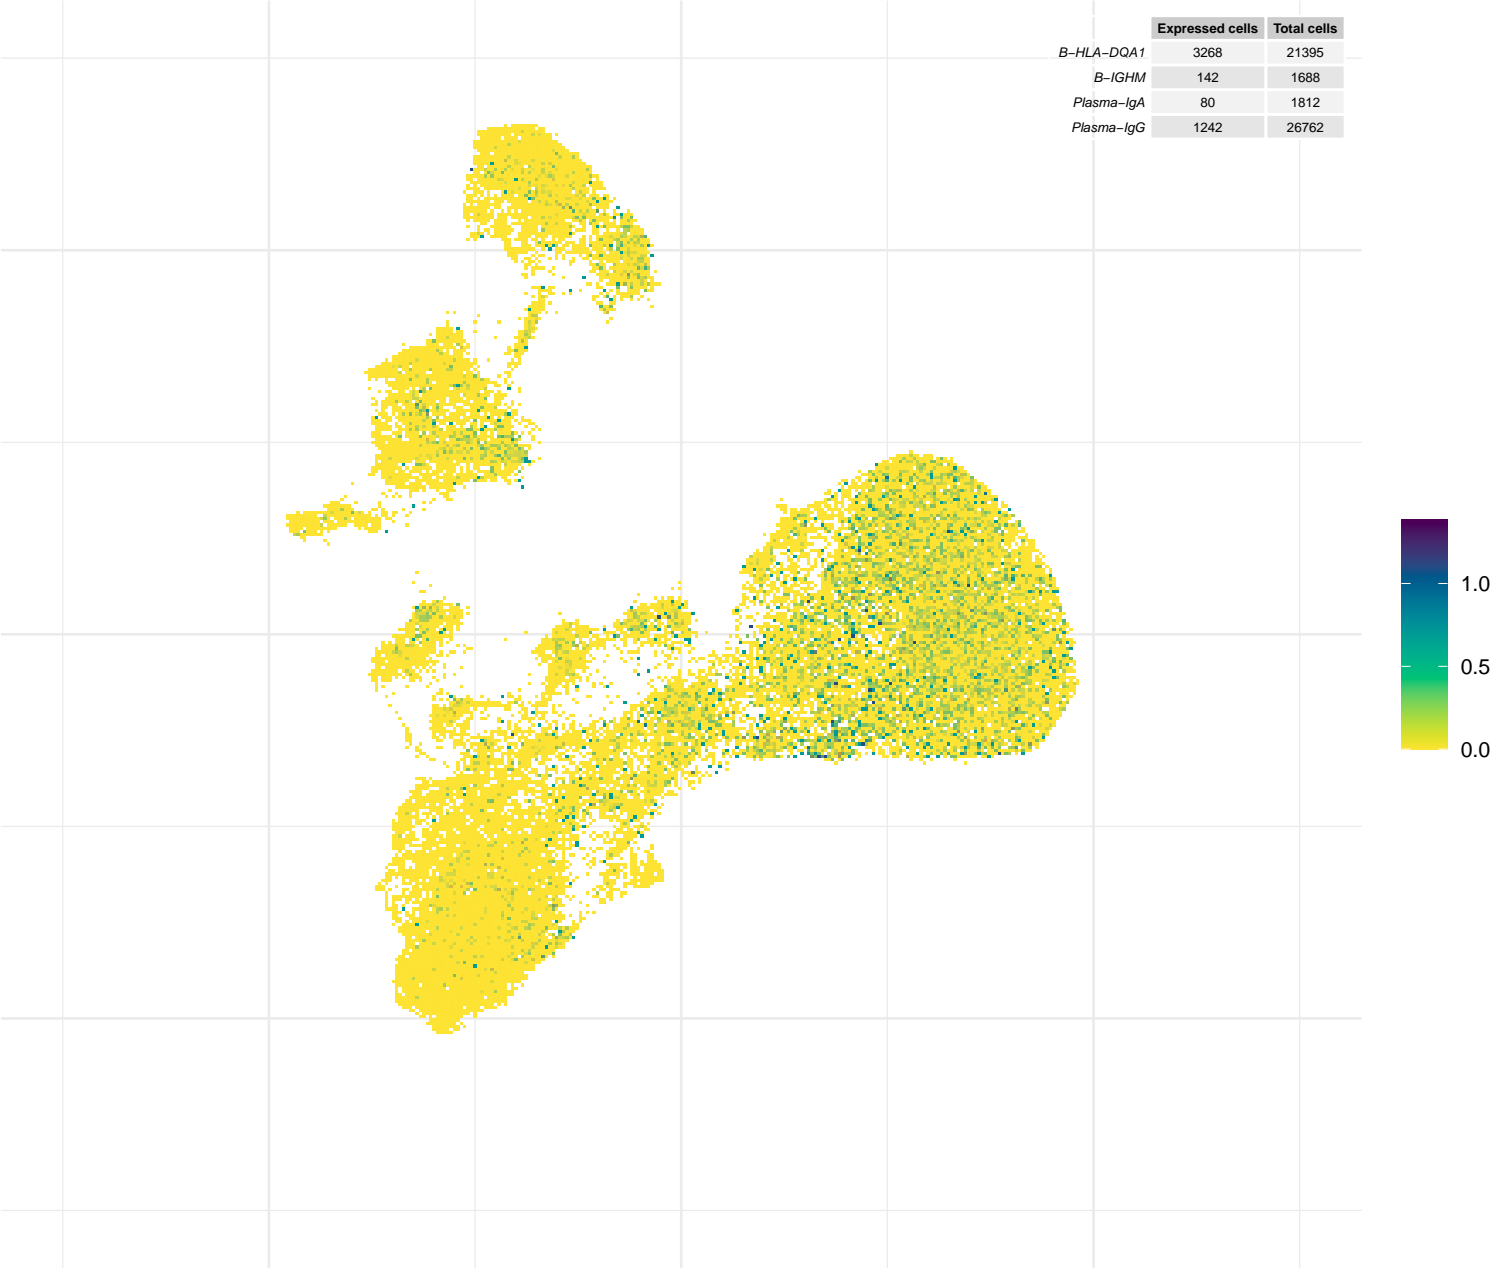 Expressed cells Total cells
B−HLA−DQA1 3268 21395
B−IGHM 142 1688
Plasma−IgA 80 1812
Plasma−IgG 1242 26762
1.0
0.5
0.0